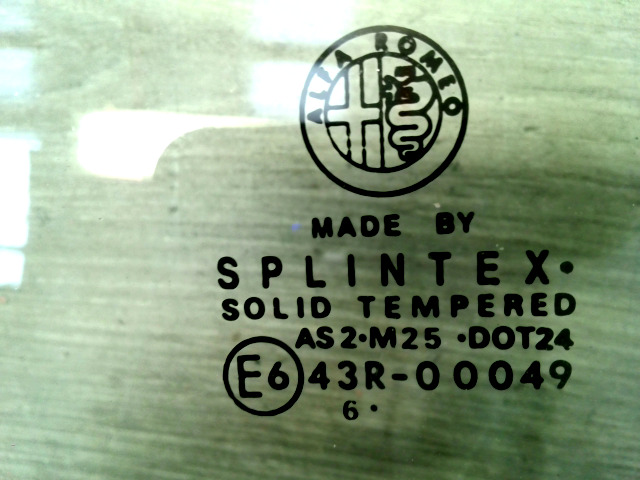 ALFA ROMEO
MADE BY
SPLINTEX•
SOLID TEMPERED
AS2•M25 •DOT24
E6 43R-00049
6 •